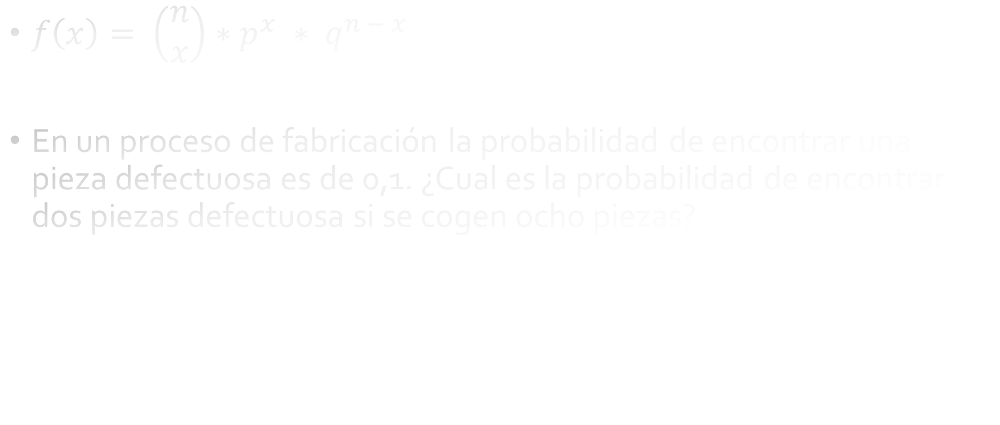 • f(x) = (n x) * p^x * q^{n − x}
• En un proceso de fabricación la probabilidad de encontrar una
pieza defectuosa es de 0,1. ¿Cual es la probabilidad de encontrar
dos piezas defectuosa si se cogen ocho piezas?